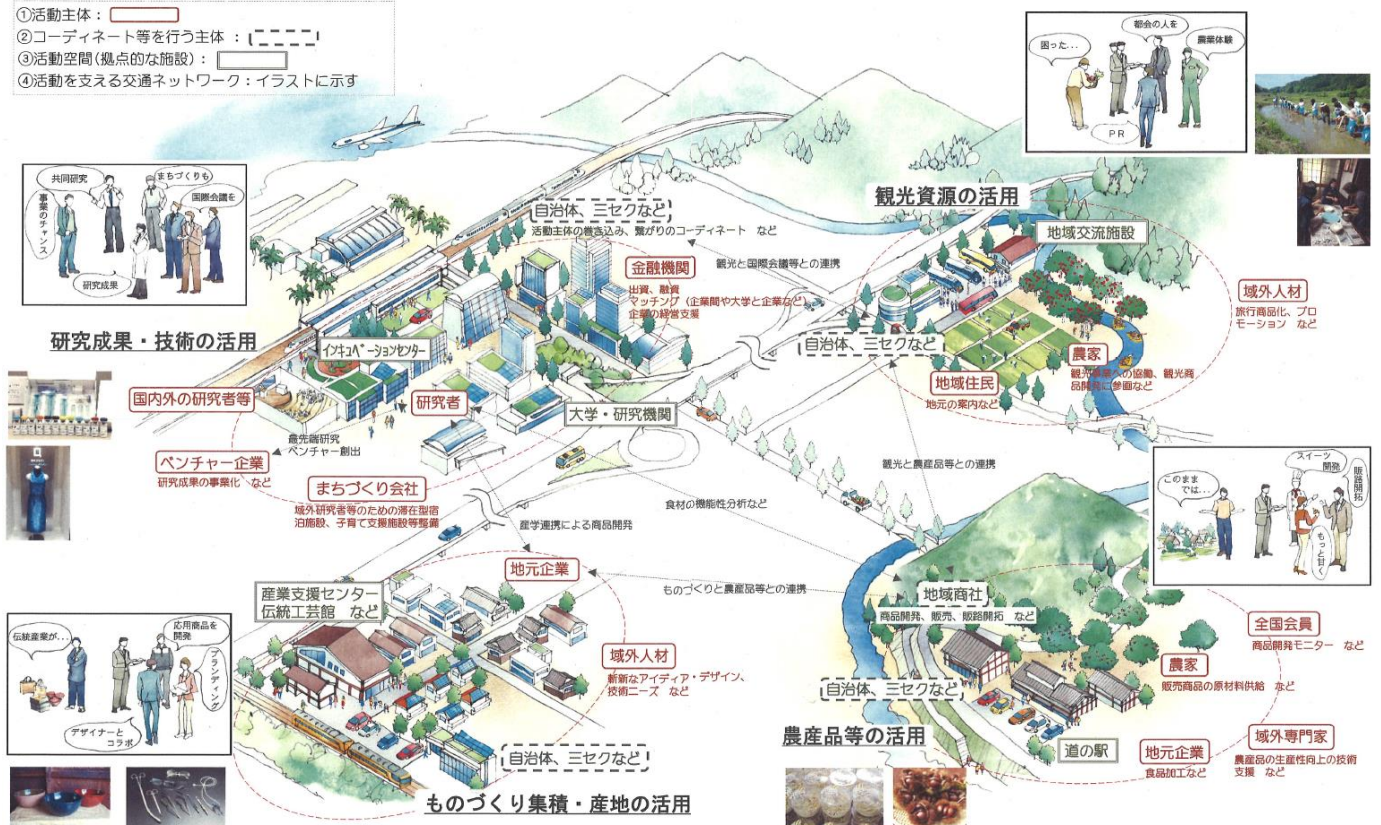 ①活動主体：
②コーディネート等を行う主体：
③活動空間(拠点的な施設)：
④活動を支える交通ネットワーク：イラストに示す
困った…
都会の人を
農業体験
PR
共同研究
まちづくりも
国際会議を
事業のチャンス
研究成果
研究成果・技術の活用
自治体、三セクなど
活動主体の巻き込み、繋がりのコーディネート　など
金融機関
出資、融資
マッチング（企業間や大学と企業など）
企業の経営支援
観光と国際会議等との連携
観光資源の活用
地域交流施設
域外人材
旅行商品化、プロ
モーション　など
自治体、三セクなど
農家
観光事業への協働、観光商
品開発に参画など
地域住民
地元の案内など
インキュベーションセンター
国内外の研究者等
研究者
大学・研究機関
最先端研究
ベンチャー創出
ベンチャー企業
研究成果の事業化　など
まちづくり会社
域外研究者等のための滞在型宿
泊施設、子育て支援施設等整備
産学連携による商品開発
食材の機能性分析など
観光と農産品等との連携
このまま
では…
スイーツ
開発
販路開拓
もっと甘く
産業支援センター
伝統工芸館　など
地元企業
ものづくりと農産品等との連携
地域商社
商品開発、販売、販路開拓　など
全国会員
商品開発モニター　など
農家
販売商品の原材料供給　など
域外人材
斬新なアイディア・デザイン、
技術ニーズ　など
自治体、三セクなど
伝統産業が…
応用商品を
開発
ブランディング
デザイナーと
コラボ
自治体、三セクなど
ものづくり集積・産地の活用
農産品等の活用
道の駅
地元企業
食品加工など
域外専門家
農産品の生産性向上の技術
支援　など